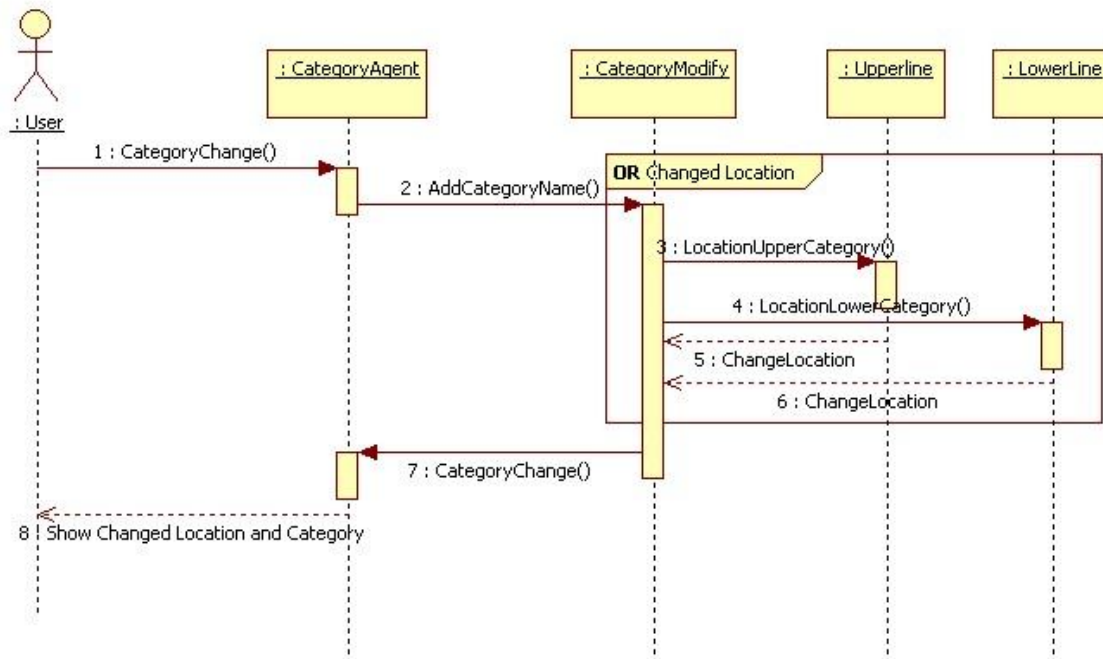 : User
: CategoryAgent
: CategoryModify
: Upperline
: LowerLine
1 : CategoryChange()
OR Changed Location
2 : AddCategoryName()
3 : LocationUpperCategory()
4 : LocationLowerCategory()
5 : ChangeLocation
6 : ChangeLocation
7 : CategoryChange()
8 : Show Changed Location and Category